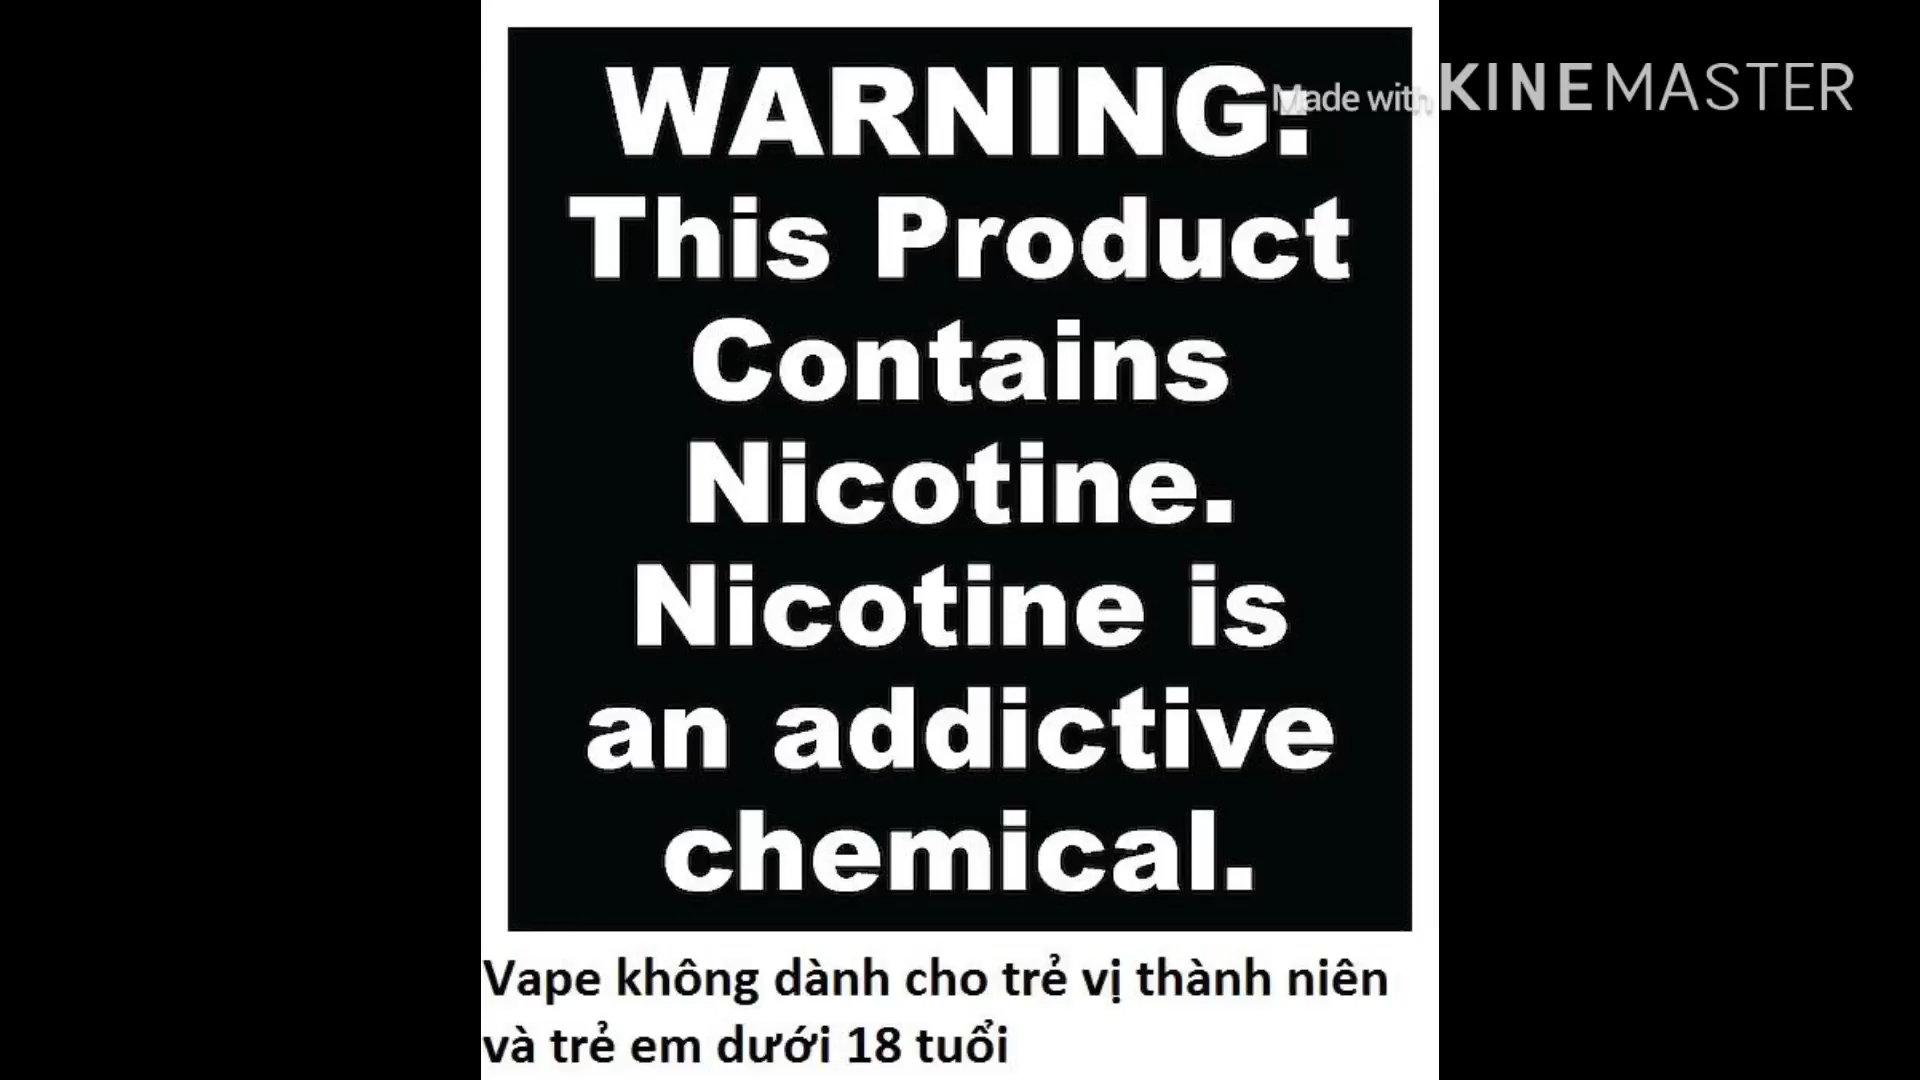 WARNING:
Made with KINEMASTER
This Product
Contains
Nicotine.
Nicotine is
an addictive
chemical.
Vape không dành cho trẻ vị thành niên
và trẻ em dưới 18 tuổi